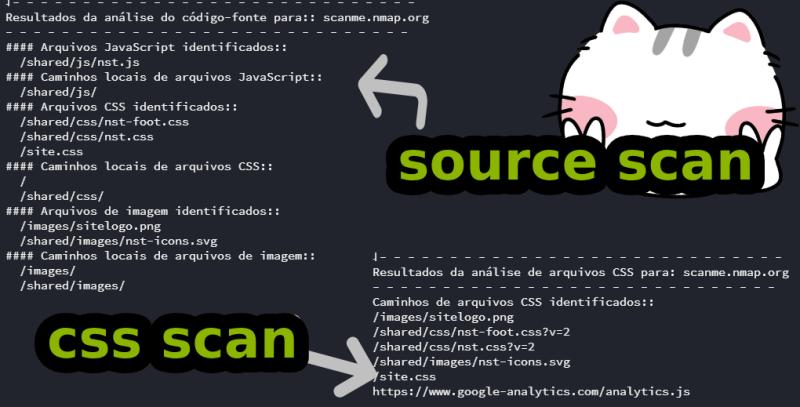 Resultados da análise do código-fonte para:: scanme.nmap.org
#### Arquivos JavaScript identificados::
/shared/js/nst.js
#### Caminhos locais de arquivos JavaScript::
/shared/js/
#### Arquivos CSS identificados::
/shared/css/nst-foot.css
/shared/css/nst.css
/site.css
#### Caminhos locais de arquivos CSS::
/
/shared/css/
#### Arquivos de imagem identificados::
/images/sitelogo.png
/shared/images/nst-icons.svg
#### Caminhos locais de arquivos de imagem::
/images/
/shared/images/
source scan
css scan
Resultados da análise de arquivos CSS para: scanme.nmap.org
Caminhos de arquivos CSS identificados::
/images/sitelogo.png
/shared/css/nst-foot.css?v=2
/shared/css/nst.css?v=2
/shared/images/nst-icons.svg
/site.css
https://www.google-analytics.com/analytics.js